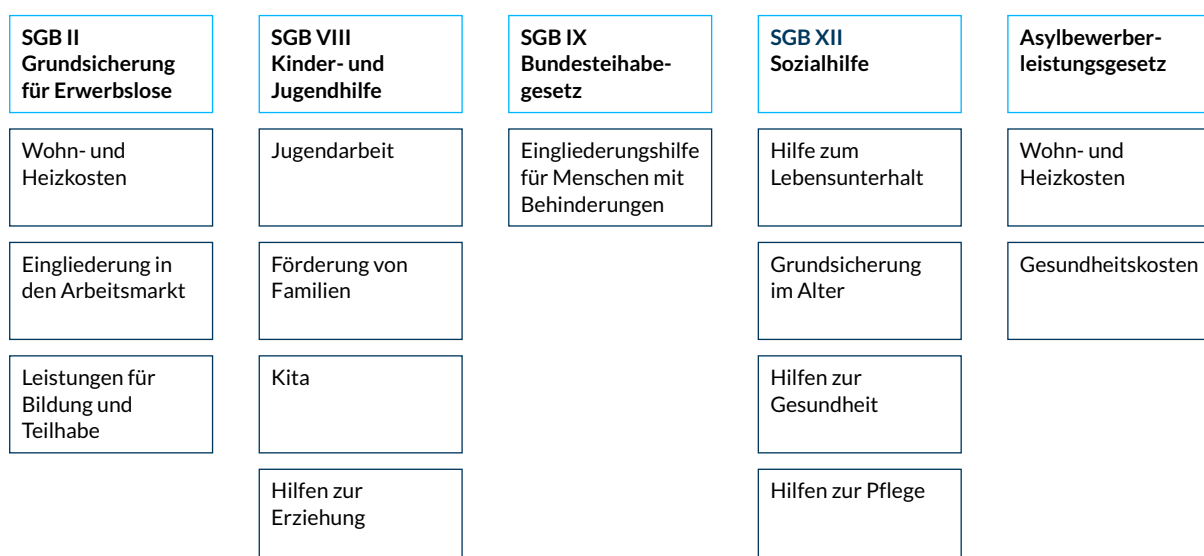 SGB II
Grundsicherung
für Erwerbslose
SGB VIII
Kinder- und
Jugendhilfe
SGB IX
Bundesteihabe-
gesetz
SGB XII
Sozialhilfe
Asylbewerber-
leistungsgesetz
Wohn- und
Heizkosten
Jugendarbeit
Eingliederungshilfe
für Menschen mit
Behinderungen
Hilfe zum
Lebensunterhalt
Wohn- und
Heizkosten
Eingliederung in
den Arbeitsmarkt
Förderung von
Familien
Grundsicherung
im Alter
Gesundheitskosten
Leistungen für
Bildung und
Teilhabe
Kita
Hilfen zur
Gesundheit
Hilfen zur
Erziehung
Hilfen zur Pflege